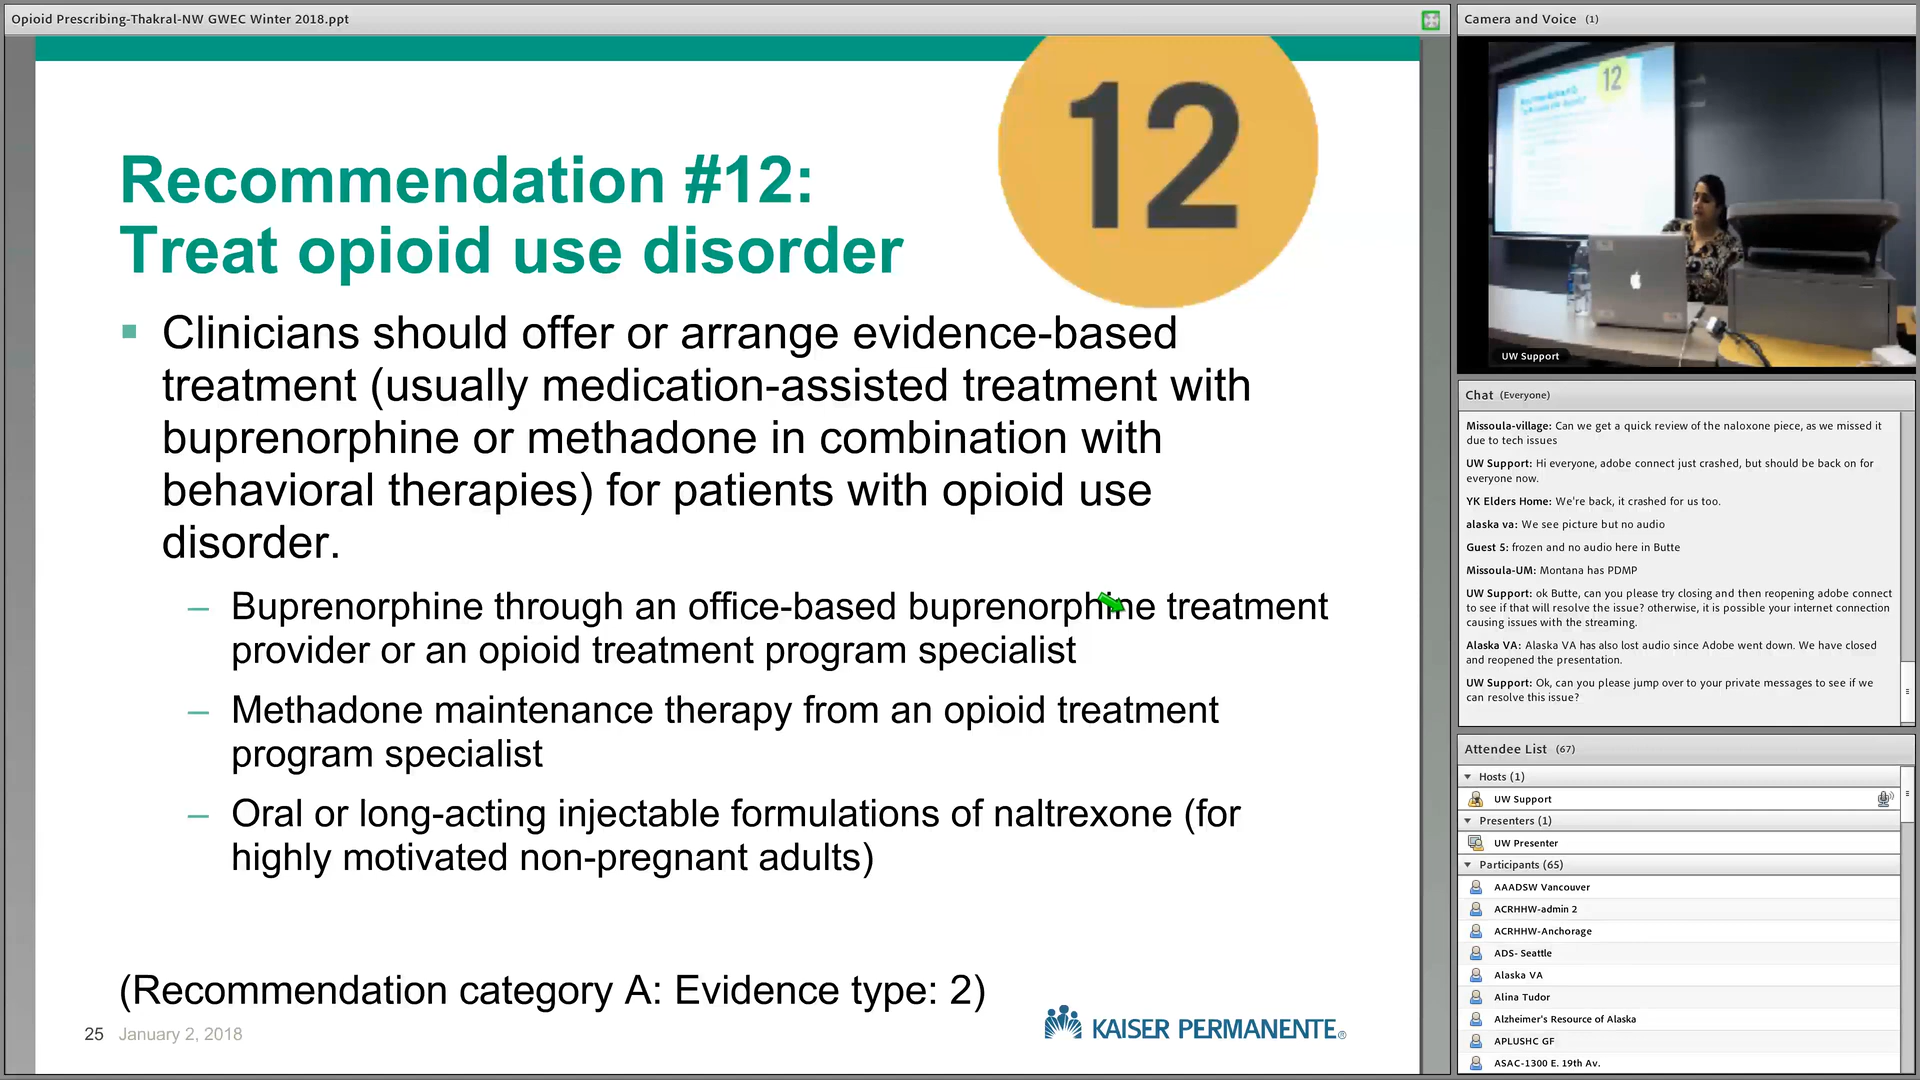 Opioid Prescribing-Thakral-NW GWEC Winter 2018.ppt
12
Recommendation #12:
Treat opioid use disorder
Clinicians should offer or arrange evidence-based
treatment (usually medication-assisted treatment with
buprenorphine or methadone in combination with
behavioral therapies) for patients with opioid use
disorder.
– Buprenorphine through an office-based buprenorphine treatment
provider or an opioid treatment program specialist
– Methadone maintenance therapy from an opioid treatment
program specialist
– Oral or long-acting injectable formulations of naltrexone (for
highly motivated non-pregnant adults)
(Recommendation category A: Evidence type: 2)
25 January 2, 2018
KAISER PERMANENTE®
Camera and Voice (1)
12
UW Support
Chat (Everyone)
Missoula-village: Can we get a quick review of the naloxone piece, as we missed it
due to tech issues
UW Support: Hi everyone, adobe connect just crashed, but should be back on for
everyone now.
YK Elders Home: We're back, it crashed for us too.
alaska va: We see picture but no audio
Guest 5: frozen and no audio here in Butte
Missoula-UM: Montana has PDMP
UW Support: ok Butte, can you please try closing and then reopening adobe connect
to see if that will resolve the issue? otherwise, it is possible your internet connection
causing issues with the streaming.
Alaska VA: Alaska VA has also lost audio since Adobe went down. We have closed
and reopened the presentation.
UW Support: Ok, can you please jump over to your private messages to see if we
can resolve this issue?
Attendee List (67)
Hosts (1)
UW Support
Presenters (1)
UW Presenter
Participants (65)
AAADSW Vancouver
ACRHHW-admin 2
ACRHHW-Anchorage
ADS- Seattle
Alaska VA
Alina Tudor
Alzheimer's Resource of Alaska
APLUSHC GF
ASAC-1300 E. 19th Av.